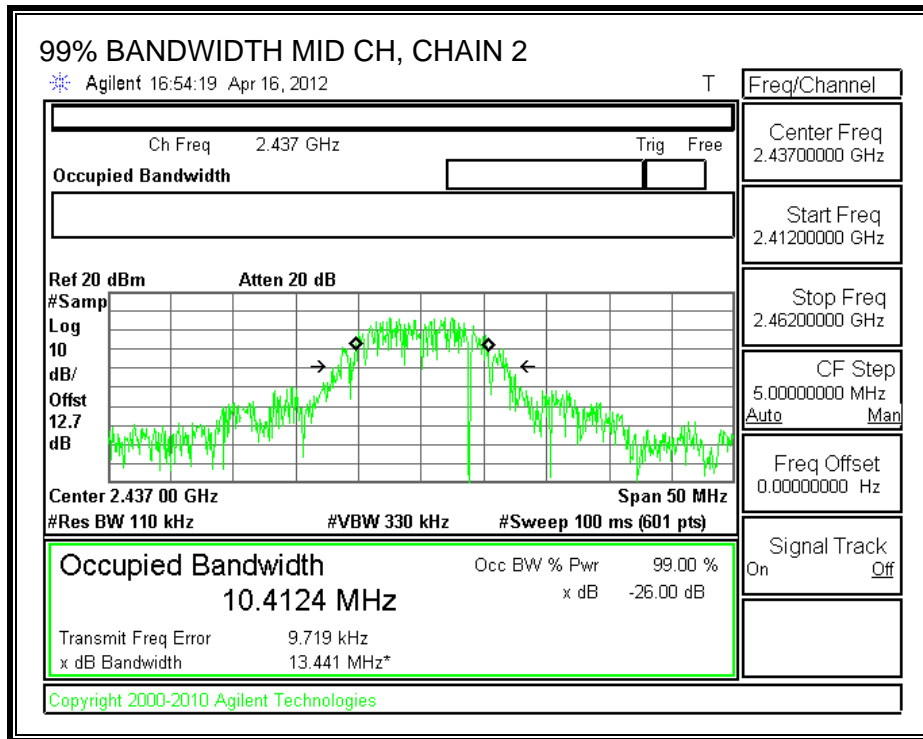 99% BANDWIDTH MID CH, CHAIN 2
Agilent 16:54:19 Apr 16, 2012 T
Freq/Channel
Ch Freq 2.437 GHz Trig Free
Occupied Bandwidth
Center Freq
2.43700000 GHz
Start Freq
2.41200000 GHz
Stop Freq
2.46200000 GHz
CF Step
5.00000000 MHz
Auto Man
Freq Offset
0.00000000 Hz
Signal Track
On Off
Ref 20 dBm Atten 20 dB
#Samp
Log
10
dB/
Offst
12.7
dB
Center 2.437 00 GHz Span 50 MHz
#Res BW 110 kHz #VBW 330 kHz #Sweep 100 ms (601 pts)
Occupied Bandwidth Occ BW % Pwr 99.00 %
10.4124 MHz x dB -26.00 dB
Transmit Freq Error 9.719 kHz
x dB Bandwidth 13.441 MHz*
Copyright 2000-2010 Agilent Technologies